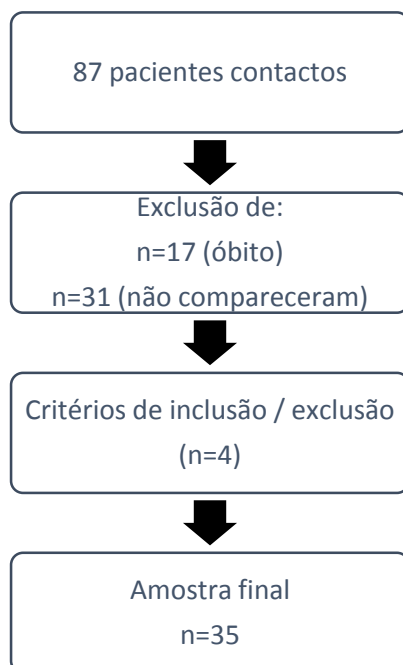 87 pacientes contactos
Exclusão de:
n=17 (óbito)
n=31 (não compareceram)
Critérios de inclusão / exclusão
(n=4)
Amostra final
n=35